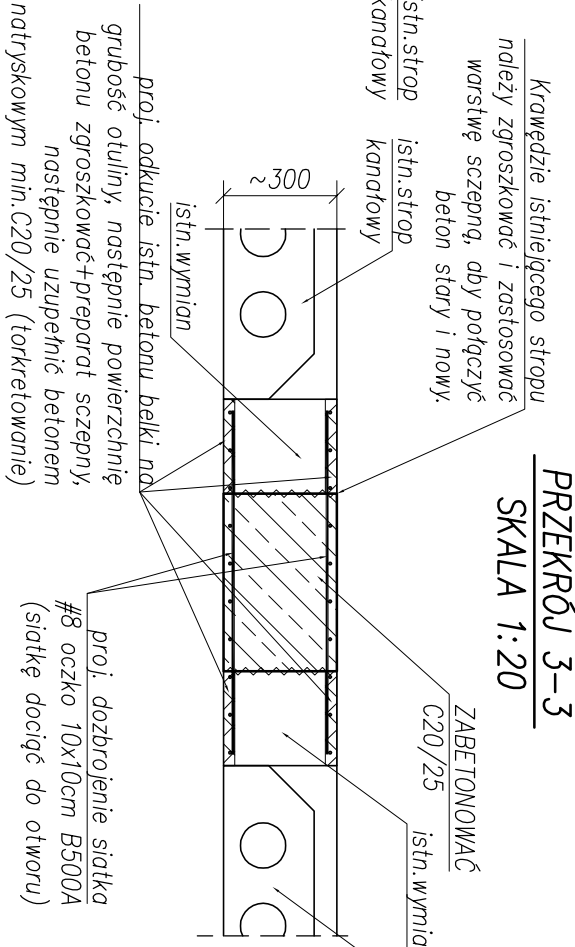 PRZEKRÓJ 3-3
SKALA 1:20
Krawędzie istniejącego stropu
należy zgroszkować i zastosować
warstwę sczepną, aby połączyć
beton stary i nowy.
istn.strop
kanałowy
istn.strop
kanałowy
~300
istn.wymian
ZABETONOWAĆ
C20/25
istn.wymia
proj. odkucie istn. betonu belki na
grubość otuliny, następnie powierzchnię
betonu zgroszkować+preparat sczepny,
następnie uzupełnić betonem
natryskowym min.C20/25 (torkretowanie)
proj. dozbrojenie siatka
#8 oczko 10x10cm B500A
(siatkę dociąć do otworu)